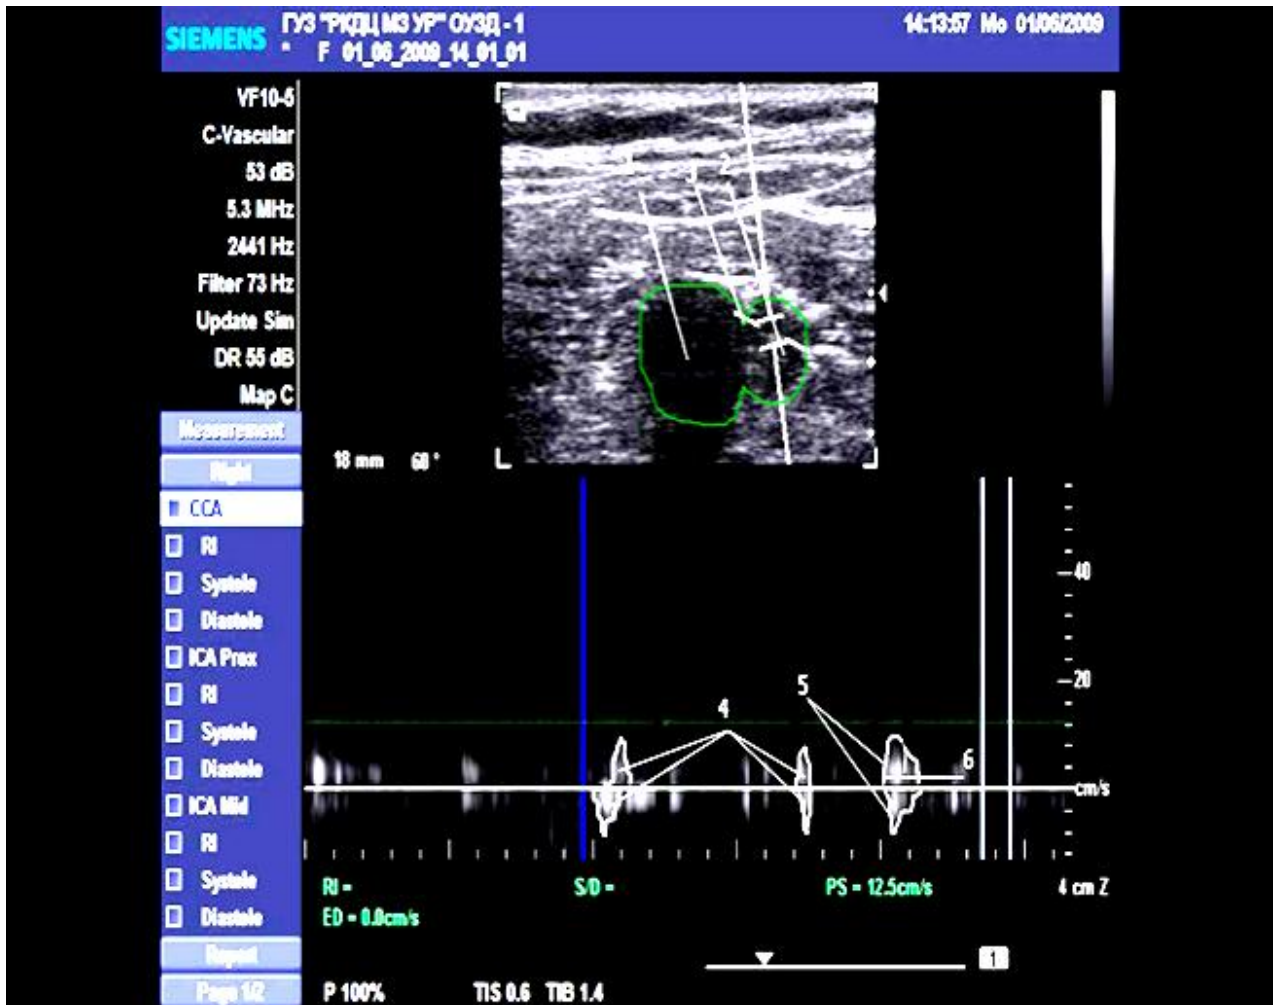 SIEMENS
ГУЗ "РКДЦ МЗ УР" ОУЗД - 1
14:13:57 Mo 01/06/2009
* F 01_06_2009_14_01_01
VF10-5
C-Vascular
53 dB
5.3 MHz
2441 Hz
Filter 73 Hz
Update Sim
DR 55 dB
Map C
1
3
2
Measurement
18 mm 60°
Right
CCA
RI
Systole
Diastole
ICA Prox
RI
Systole
Diastole
ICA Mid
RI
Systole
Diastole
Repeat
Page 1/2
40
20
cm/s
4
5
6
RI =
S/D =
PS = 12.5cm/s
4 cm Z
ED = 0.0cm/s
1
P 100%
TIS 0.6 TIB 1.4